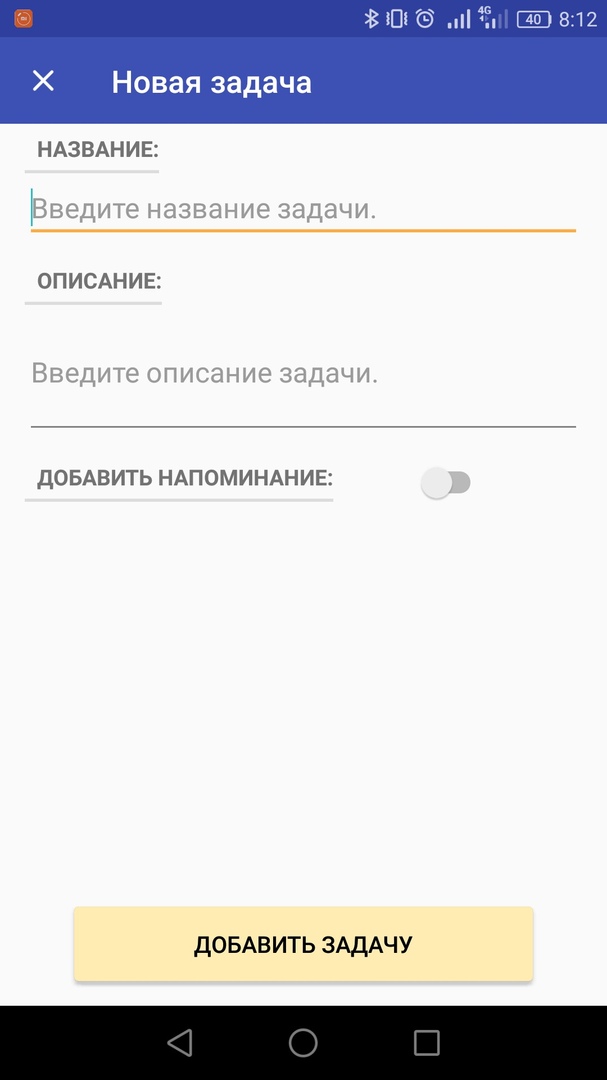 4G
40
8:12
Новая задача
НАЗВАНИЕ:
Введите название задачи.
ОПИСАНИЕ:
Введите описание задачи.
ДОБАВИТЬ НАПОМИНАНИЕ:
ДОБАВИТЬ ЗАДАЧУ